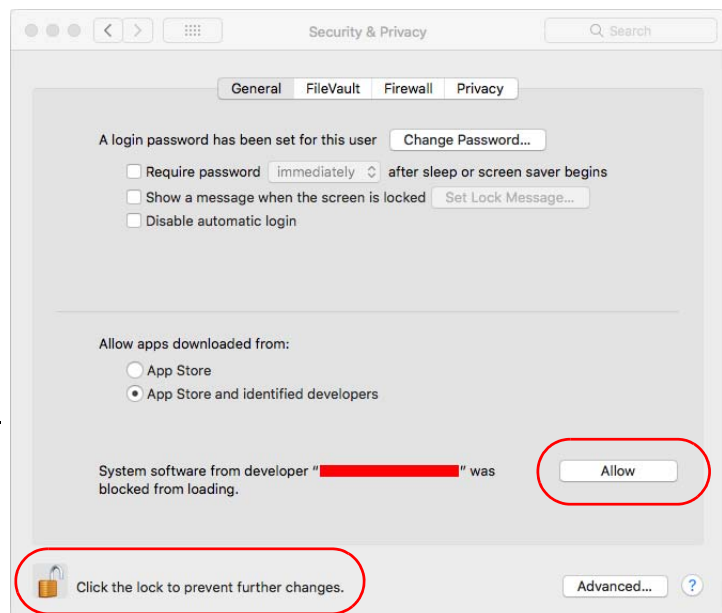 Security & Privacy
Search
General FileVault Firewall Privacy
A login password has been set for this user Change Password...
Require password immediately after sleep or screen saver begins
Show a message when the screen is locked Set Lock Message...
Disable automatic login
Allow apps downloaded from:
App Store
App Store and identified developers
System software from developer “ ” was
blocked from loading.
Allow
Click the lock to prevent further changes.
Advanced... ?